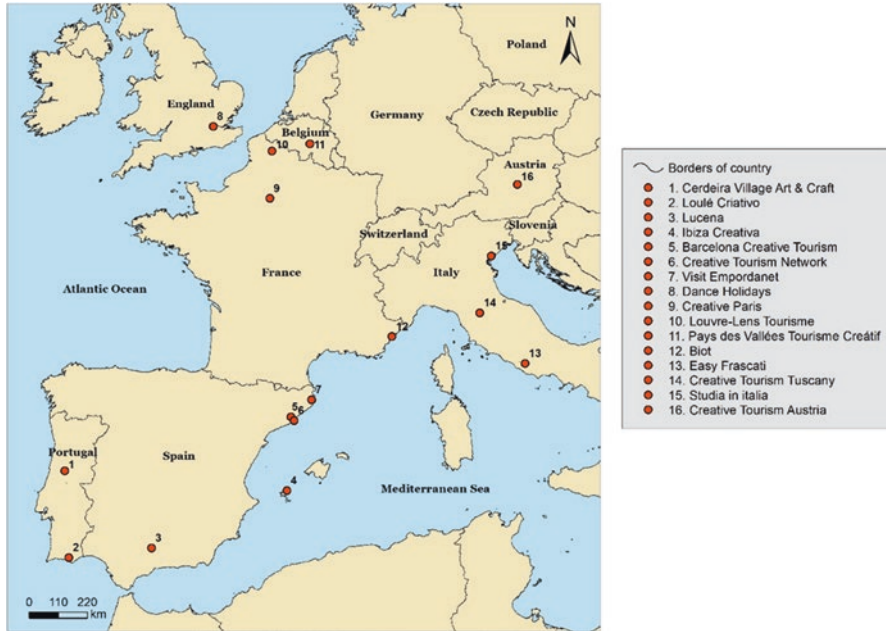 N
Poland
England
8
Germany
Czech Republic
Belgium
10
11
Austria
16
9
Switzerland
Slovenia
15
France
Italy
Atlantic Ocean
14
12
13
7
5
6
Portugal
1
Spain
4
Mediterranean Sea
3
2
0 110 220
km
Borders of country
1. Cerdeira Village Art & Craft
2. Loulé Criativo
3. Lucena
4. Ibiza Creativa
5. Barcelona Creative Tourism
6. Creative Tourism Network
7. Visit Empordanet
8. Dance Holidays
9. Creative Paris
10. Louvre-Lens Tourisme
11. Pays des Vallées Tourisme Creátif
12. Biot
13. Easy Frascati
14. Creative Tourism Tuscany
15. Studia in italia
16. Creative Tourism Austria